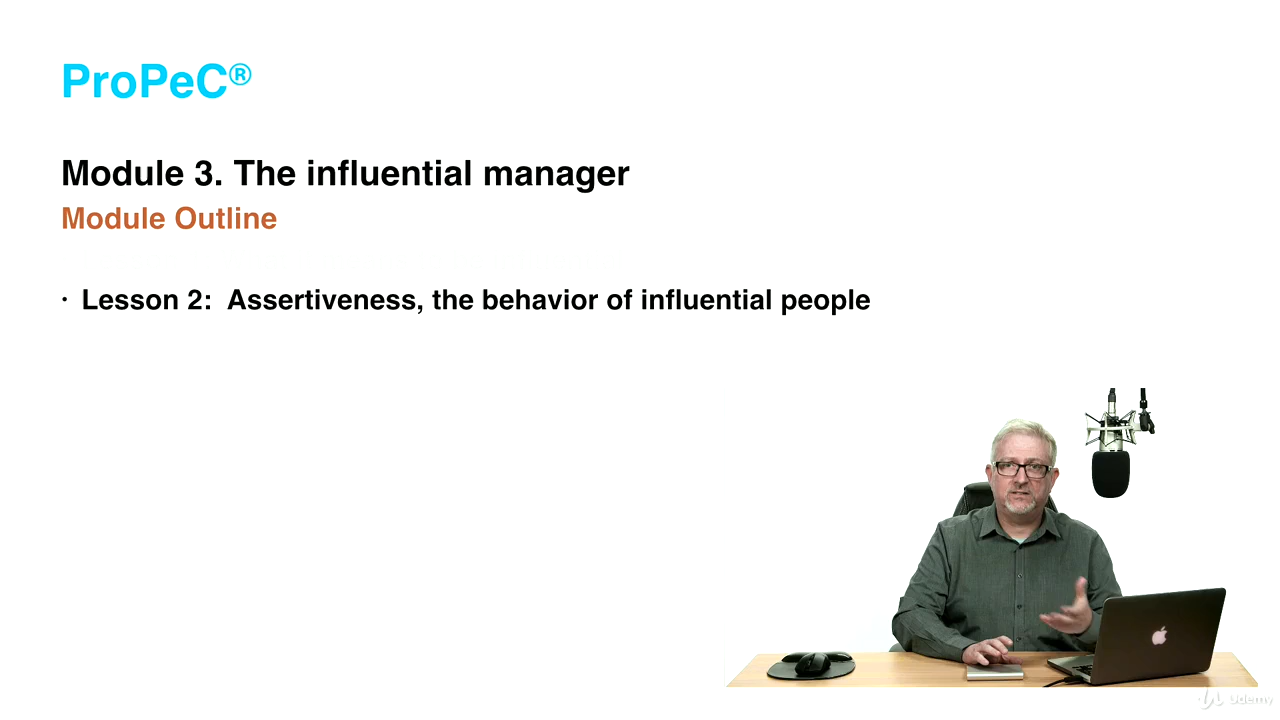 ProPeC®
Module 3. The influential manager
Module Outline
· Lesson 2: Assertiveness, the behavior of influential people
Udemy